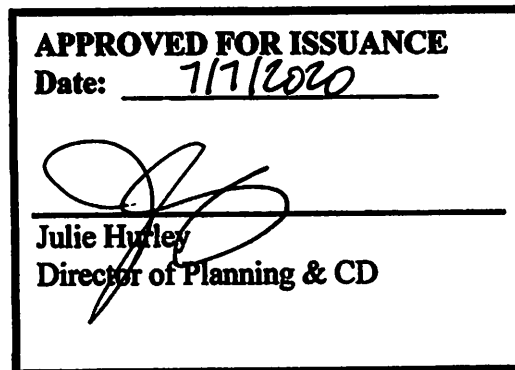 APPROVED FOR ISSUANCE
Date: 7/7/2020
Julie Hurley
Director of Planning & CD